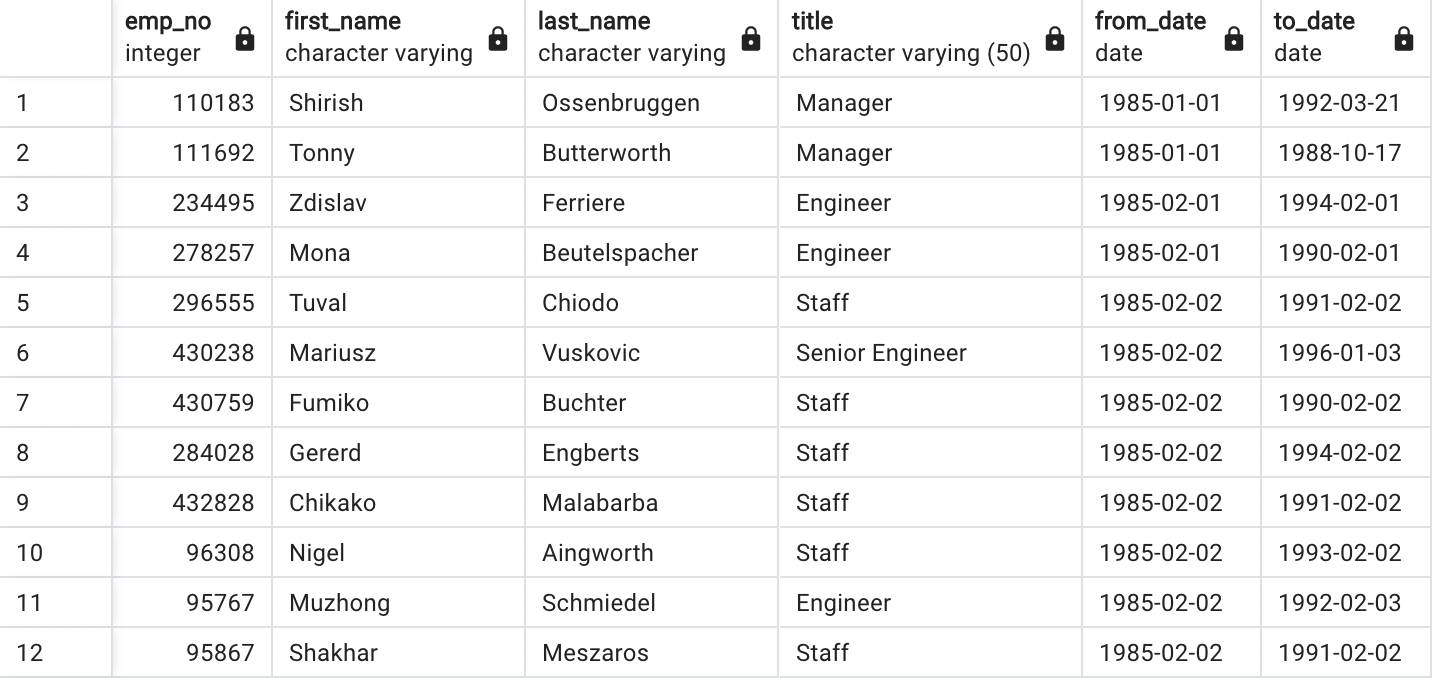 emp_no first_name last_name title from_date to_date
integer character varying character varying character varying (50) date date
1 110183 Shirish Ossenbruggen Manager 1985-01-01 1992-03-21
2 111692 Tonny Butterworth Manager 1985-01-01 1988-10-17
3 234495 Zdislav Ferriere Engineer 1985-02-01 1994-02-01
4 278257 Mona Beutelspacher Engineer 1985-02-01 1990-02-01
5 296555 Tuval Chiodo Staff 1985-02-02 1991-02-02
6 430238 Mariusz Vuskovic Senior Engineer 1985-02-02 1996-01-03
7 430759 Fumiko Buchter Staff 1985-02-02 1990-02-02
8 284028 Gererd Engberts Staff 1985-02-02 1994-02-02
9 432828 Chikako Malabarba Staff 1985-02-02 1991-02-02
10 96308 Nigel Aingworth Staff 1985-02-02 1993-02-02
11 95767 Muzhong Schmiedel Engineer 1985-02-02 1992-02-03
12 95867 Shakhar Meszaros Staff 1985-02-02 1991-02-02